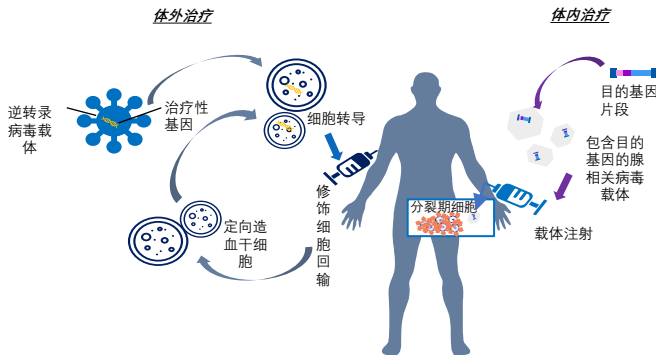 体外治疗
体内治疗
逆转录
病毒载
体
治疗性
基因
细胞转导
修
饰
细
胞
回
输
定向造
血干细
胞
目的基因
片段
包含目的
基因的腺
相关病毒
载体
载体注射
分裂期细胞